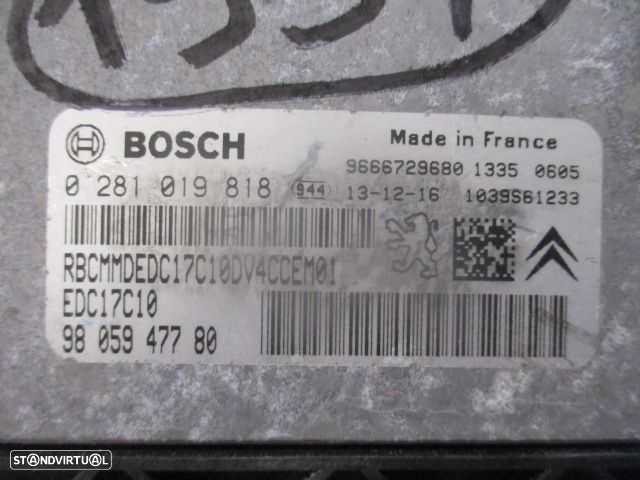 BOSCH
Made in France
9666729680 1335 0605
0 281 019 818 944 13-12-16 1039S61233
RBCMMDEDC17C10DV4CCEM01
EDC17C10
98 059 477 80
STANDVIRTUAL